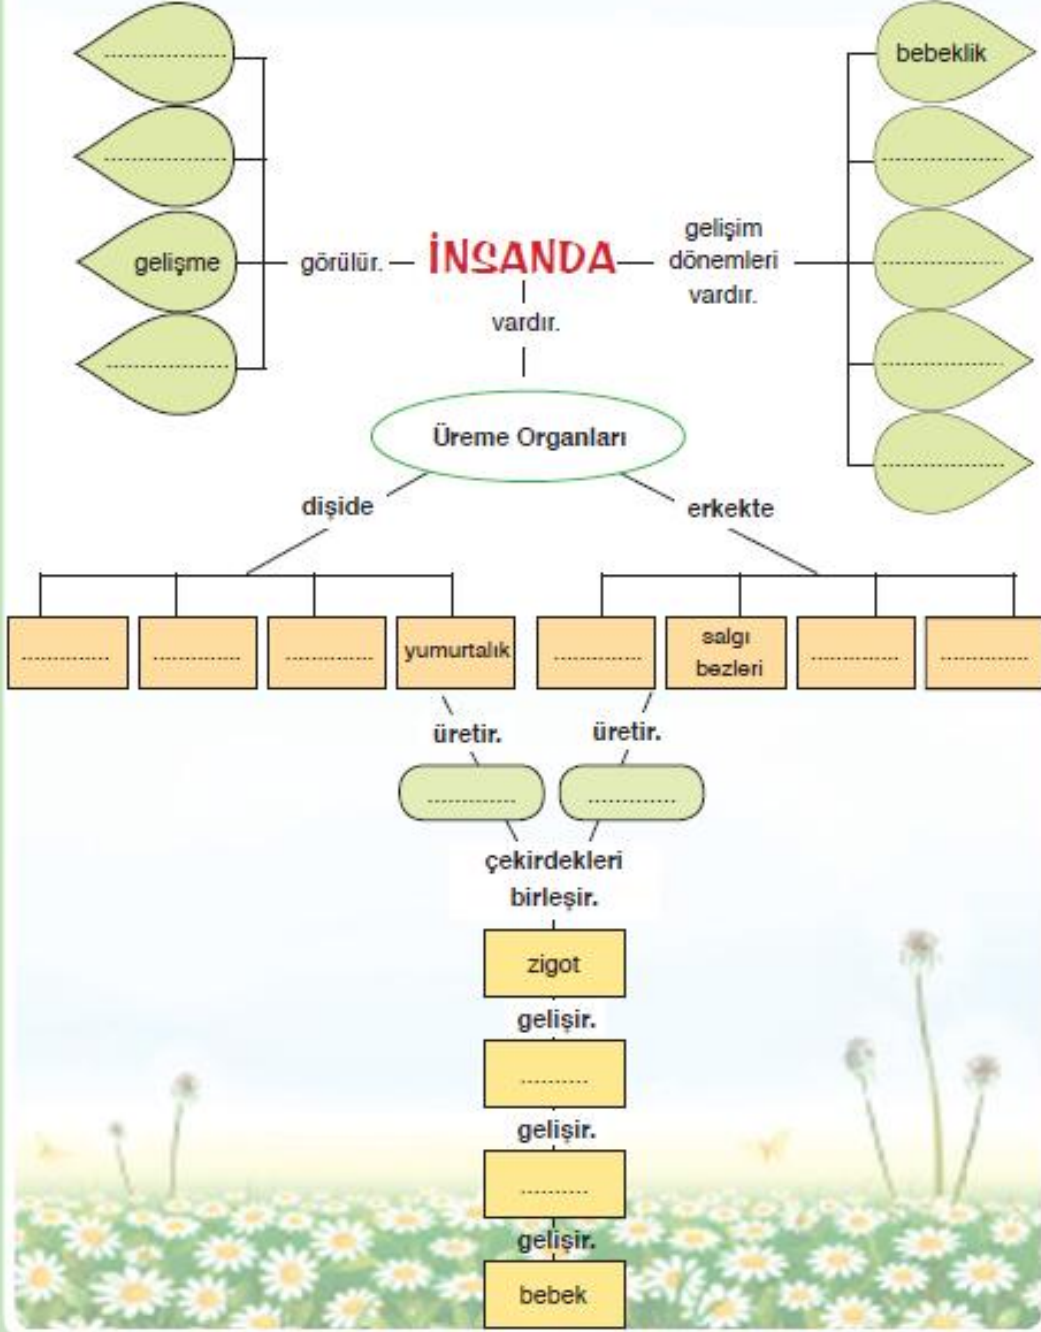 ....................
bebeklik
....................
....................
gelişme
görülür.
İNSANDA
gelişim
dönemleri
vardır.
....................
....................
....................
....................
vardır.
Üreme Organları
dişide
erkekte
...............
...............
...............
yumurtalık
...............
salgı
bezleri
...............
...............
üretir.
üretir.
...............
...............
çekirdekleri
birleşir.
zigot
gelişir.
............
gelişir.
............
gelişir.
bebek